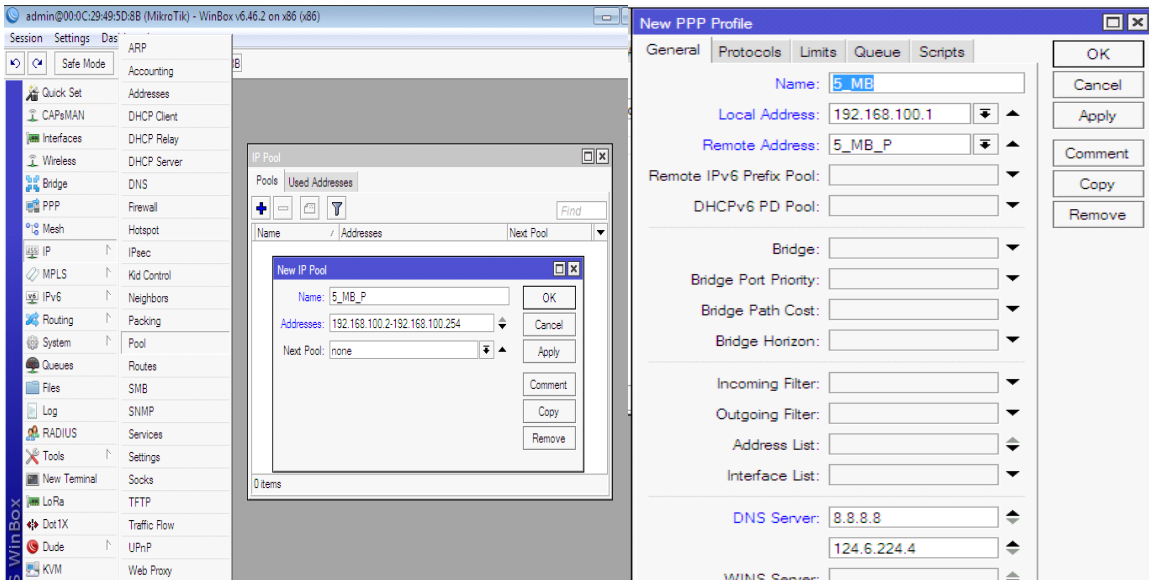 admin@00:0C:29:49:5D:8B (MikroTik) - WinBox v6.46.2 on x86 (x86)
Session Settings Das
Safe Mode
Quick Set
CAPsMAN
Interfaces
Wireless
Bridge
PPP
Mesh
IP
MPLS
IPv6
Routing
System
Queues
Files
Log
RADIUS
Tools
New Terminal
LoRa
Dot1X
Dude
KVM
WinBox
ARP
Accounting
Addresses
DHCP Client
DHCP Relay
DHCP Server
DNS
Firewall
Hotspot
IPsec
Kid Control
Neighbors
Packing
Pool
Routes
SMB
SNMP
Services
Settings
Socks
TFTP
Traffic Flow
UPnP
Web Proxy
IP Pool
Pools Used Addresses
Find
Name Addresses Next Pool
New IP Pool
Name: 5_MB_P OK
Addresses: 192.168.100.2-192.168.100.254 Cancel
Next Pool: none Apply
Comment
Copy
Remove
0 items
New PPP Profile
General Protocols Limits Queue Scripts
Name: 5_MB
Local Address: 192.168.100.1
Remote Address: 5_MB_P
Remote IPv6 Prefix Pool:
DHCPv6 PD Pool:
Bridge:
Bridge Port Priority:
Bridge Path Cost:
Bridge Horizon:
Incoming Filter:
Outgoing Filter:
Address List:
Interface List:
DNS Server: 8.8.8.8
124.6.224.4
WINS Server:
OK
Cancel
Apply
Comment
Copy
Remove